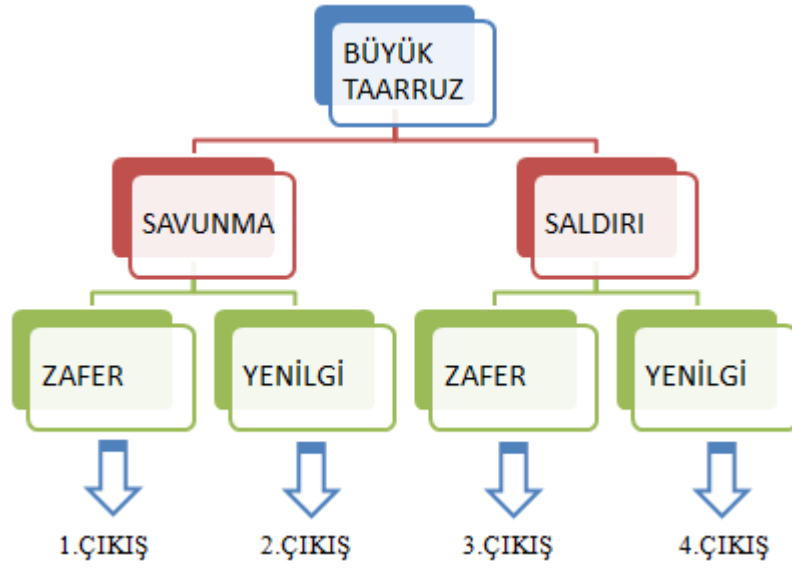 BÜYÜK
TAARRUZ
SAVUNMA
SALDIRI
ZAFER
YENİLGİ
ZAFER
YENİLGİ
1.ÇIKIŞ
2.ÇIKIŞ
3.ÇIKIŞ
4.ÇIKIŞ